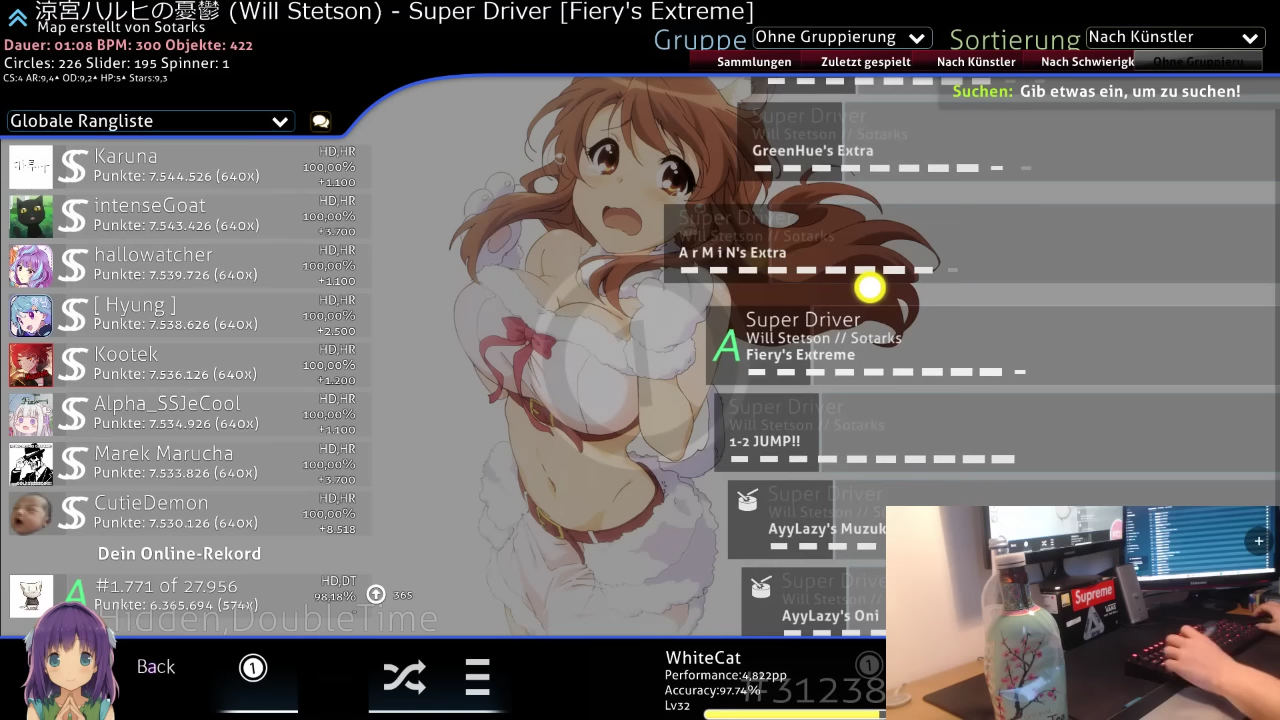 涼宮ハルヒの憂鬱 (Will Stetson) - Super Driver [Fiery's Extreme]
Map erstellt von Sotarks
Dauer: 01:08 BPM: 300 Objekte: 422
Circles: 226 Slider: 195 Spinner: 1
CS:4 AR:9,4▲ OD:9,2▲ HP:5▲ Stars:9,3
Gruppe
Ohne Gruppierung
Sortierung
Nach Künstler
Sammlungen
Zuletzt gespielt
Nach Künstler
Nach Schwierigk
Ohne Gruppieru
Suchen: Gib etwas ein, um zu suchen!
Globale Rangliste
Karuna
Punkte: 7.544.526 (640x)
HD,HR
100,00%
+1.100
intenseGoat
Punkte: 7.543.426 (640x)
HD,HR
100,00%
+3.700
hallowatcher
Punkte: 7.539.726 (640x)
HD,HR
100,00%
+1.100
[ Hyung ]
Punkte: 7.538.626 (640x)
HD,HR
100,00%
+2.500
Kootek
Punkte: 7.536.126 (640x)
HD,HR
100,00%
+1.200
Alpha_SSJeCool
Punkte: 7.534.926 (640x)
HD,HR
100,00%
+1.100
Marek Marucha
Punkte: 7.533.826 (640x)
HD,HR
100,00%
+3.700
CutieDemon
Punkte: 7.530.126 (640x)
HD,HR
100,00%
+8.518
Dein Online-Rekord
A
#1.771 of 27.956
Punkte: 6.365.694 (574x)
HD,DT
98.18%
365
Hidden,DoubleTime
Super Driver
Will Stetson // Sotarks
GreenHue's Extra
Super Driver
Will Stetson // Sotarks
A r M i N's Extra
A
Super Driver
Will Stetson // Sotarks
Fiery's Extreme
Super Driver
Will Stetson // Sotarks
1-2 JUMP!!
Super Driver
Will Stetson // Sotarks
AyyLazy's Muzuk
Super Drive
Will Stetson //
AyyLazy's Oni
Supreme
VANS
Back
1
WhiteCat
Performance:4,822pp
Accuracy:97.74%
Lv32
1
#31238